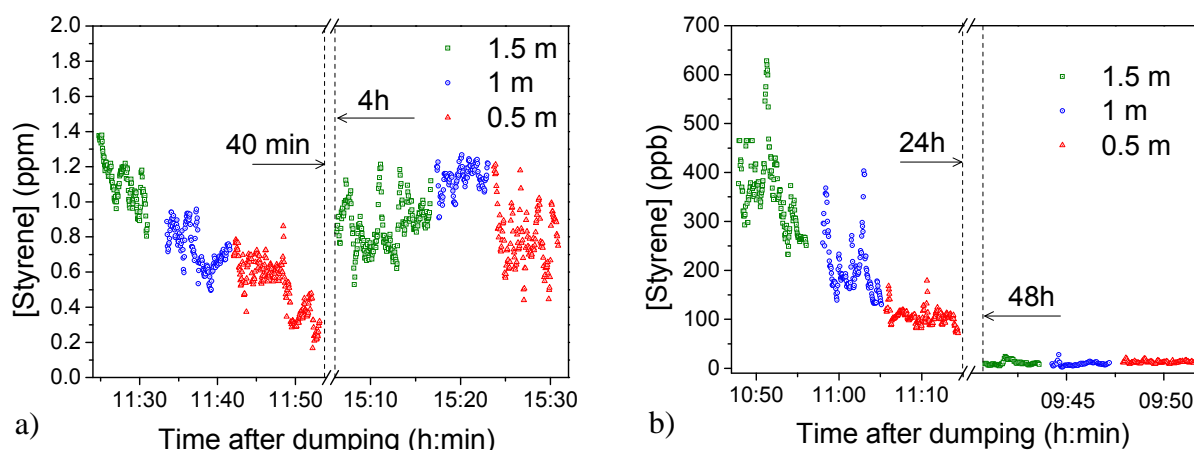 [Styrene] (ppm)
2.0
1.8
1.6
1.4
1.2
1.0
0.8
0.6
0.4
0.2
0.0
1.5 m
1 m
0.5 m
40 min
4h
11:30 11:40 11:50 15:10 15:20 15:30
Time after dumping (h:min)
a)
[Styrene] (ppb)
700
600
500
400
300
200
100
0
1.5 m
1 m
0.5 m
24h
48h
10:50 11:00 11:10 09:45 09:50
Time after dumping (h:min)
b)